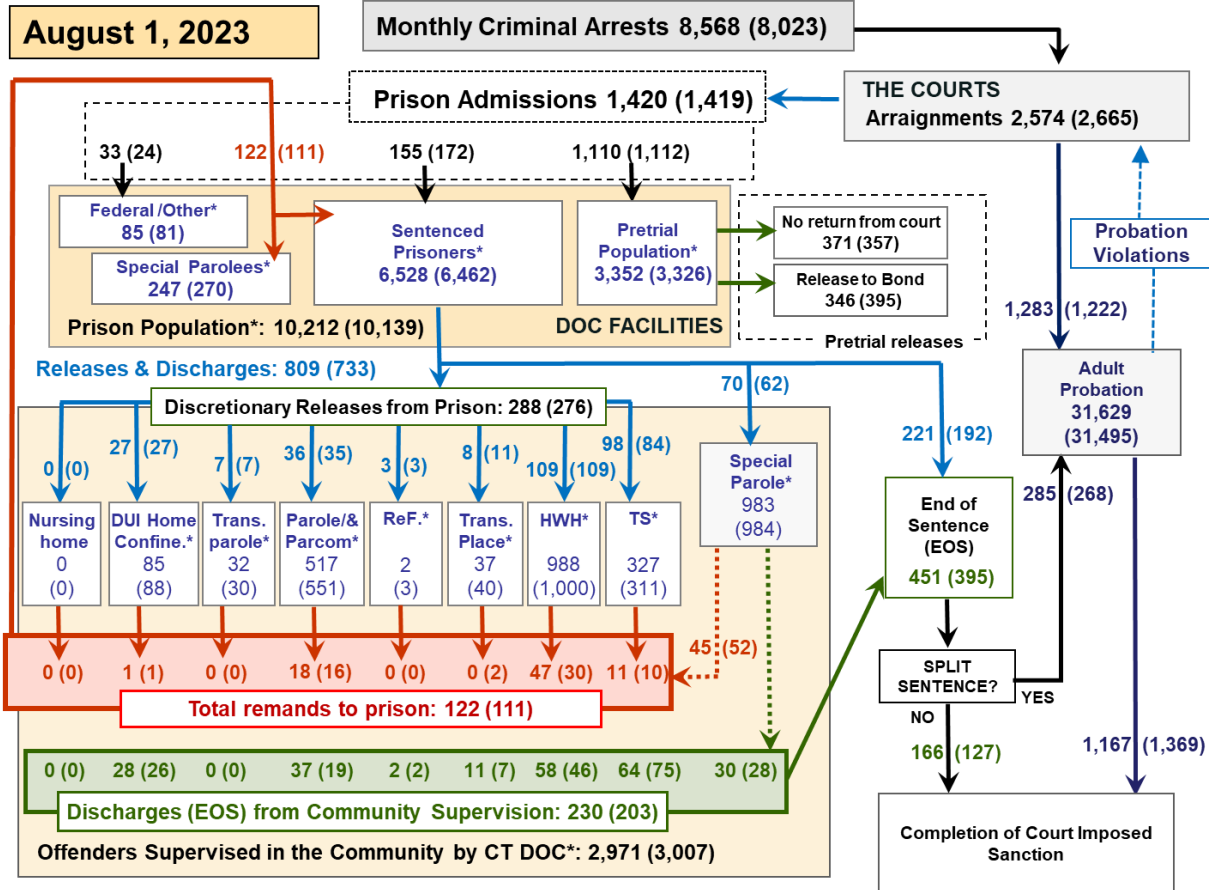 August 1, 2023
Monthly Criminal Arrests 8,568 (8,023)
THE COURTS
Arraignments 2,574 (2,665)
Prison Admissions 1,420 (1,419)
33 (24)
122 (111)
155 (172)
1,110 (1,112)
Federal /Other*
85 (81)
Special Parolees*
247 (270)
Sentenced
Prisoners*
6,528 (6,462)
Pretrial
Population*
3,352 (3,326)
No return from court
371 (357)
Release to Bond
346 (395)
Pretrial releases
Prison Population*: 10,212 (10,139)
DOC FACILITIES
Probation
Violations
1,283 (1,222)
Adult
Probation
31,629
(31,495)
Releases & Discharges: 809 (733)
70 (62)
Discretionary Releases from Prison: 288 (276)
221 (192)
0 (0)
27 (27)
7 (7)
36 (35)
3 (3)
8 (11)
109 (109)
98 (84)
Nursing
home
0
(0)
DUI Home
Confine.*
85
(88)
Trans.
parole*
32
(30)
Parole/&
Parcom*
517
(551)
ReF.*
2
(3)
Trans.
Place*
37
(40)
HWH*
988
(1,000)
TS*
327
(311)
Special
Parole*
983
(984)
End of
Sentence
(EOS)
451 (395)
285 (268)
0 (0)
1 (1)
0 (0)
18 (16)
0 (0)
0 (2)
47 (30)
11 (10)
45 (52)
Total remands to prison: 122 (111)
SPLIT
SENTENCE?
YES
NO
166 (127)
1,167 (1,369)
0 (0)
28 (26)
0 (0)
37 (19)
2 (2)
11 (7)
58 (46)
64 (75)
30 (28)
Discharges (EOS) from Community Supervision: 230 (203)
Offenders Supervised in the Community by CT DOC*: 2,971 (3,007)
Completion of Court Imposed
Sanction